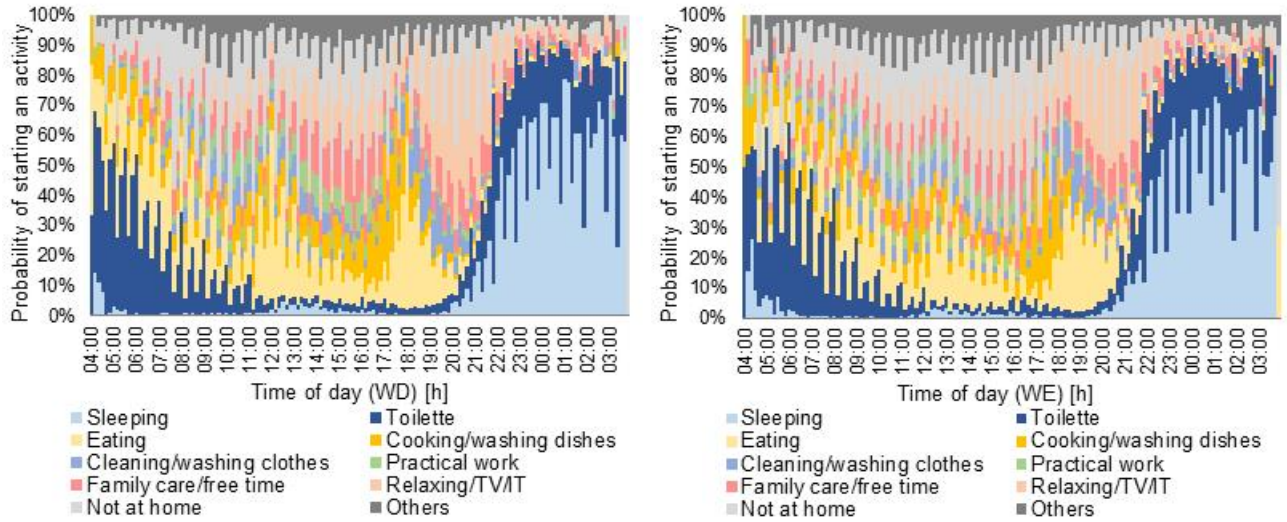 Probability of starting an activity
100%
90%
80%
70%
60%
50%
40%
30%
20%
10%
0%
04:00 05:00 06:00 07:00 08:00 09:00 10:00 11:00 12:00 13:00 14:00 15:00 16:00 17:00 18:00 19:00 20:00 21:00 22:00 23:00 00:00 01:00 02:00 03:00
Time of day (WD) [h]
Sleeping Toilette
Eating Cooking/washing dishes
Cleaning/washing clothes Practical work
Family care/free time Relaxing/TV/IT
Not at home Others
Probability of starting an activity
100%
90%
80%
70%
60%
50%
40%
30%
20%
10%
0%
04:00 05:00 06:00 07:00 08:00 09:00 10:00 11:00 12:00 13:00 14:00 15:00 16:00 17:00 18:00 19:00 20:00 21:00 22:00 23:00 00:00 01:00 02:00 03:00
Time of day (WE) [h]
Sleeping Toilette
Eating Cooking/washing dishes
Cleaning/washing clothes Practical work
Family care/free time Relaxing/TV/IT
Not at home Others